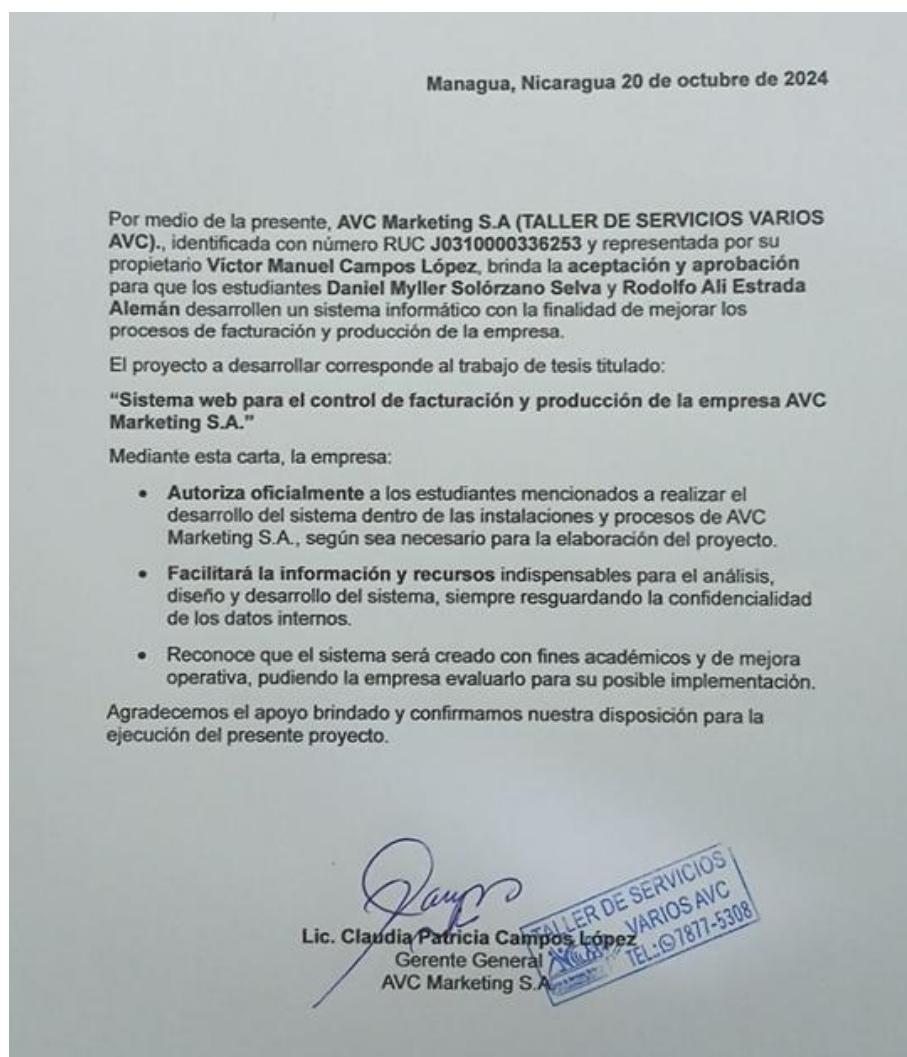 Managua, Nicaragua 20 de octubre de 2024
Por medio de la presente, AVC Marketing S.A (TALLER DE SERVICIOS VARIOS
AVC)., identificada con número RUC J0310000336253 y representada por su
propietario Víctor Manuel Campos López, brinda la aceptación y aprobación
para que los estudiantes Daniel Myller Solórzano Selva y Rodolfo Ali Estrada
Alemán desarrollen un sistema informático con la finalidad de mejorar los
procesos de facturación y producción de la empresa.
El proyecto a desarrollar corresponde al trabajo de tesis titulado:
“Sistema web para el control de facturación y producción de la empresa AVC
Marketing S.A.”
Mediante esta carta, la empresa:
• Autoriza oficialmente a los estudiantes mencionados a realizar el
desarrollo del sistema dentro de las instalaciones y procesos de AVC
Marketing S.A., según sea necesario para la elaboración del proyecto.
• Facilitará la información y recursos indispensables para el análisis,
diseño y desarrollo del sistema, siempre resguardando la confidencialidad
de los datos internos.
• Reconoce que el sistema será creado con fines académicos y de mejora
operativa, pudiendo la empresa evaluarlo para su posible implementación.
Agradecemos el apoyo brindado y confirmamos nuestra disposición para la
ejecución del presente proyecto.
Lic. Claudia Patricia Campos López
Gerente General
AVC Marketing S.A
TALLER DE SERVICIOS
VARIOS AVC
TEL.: 7877-5308